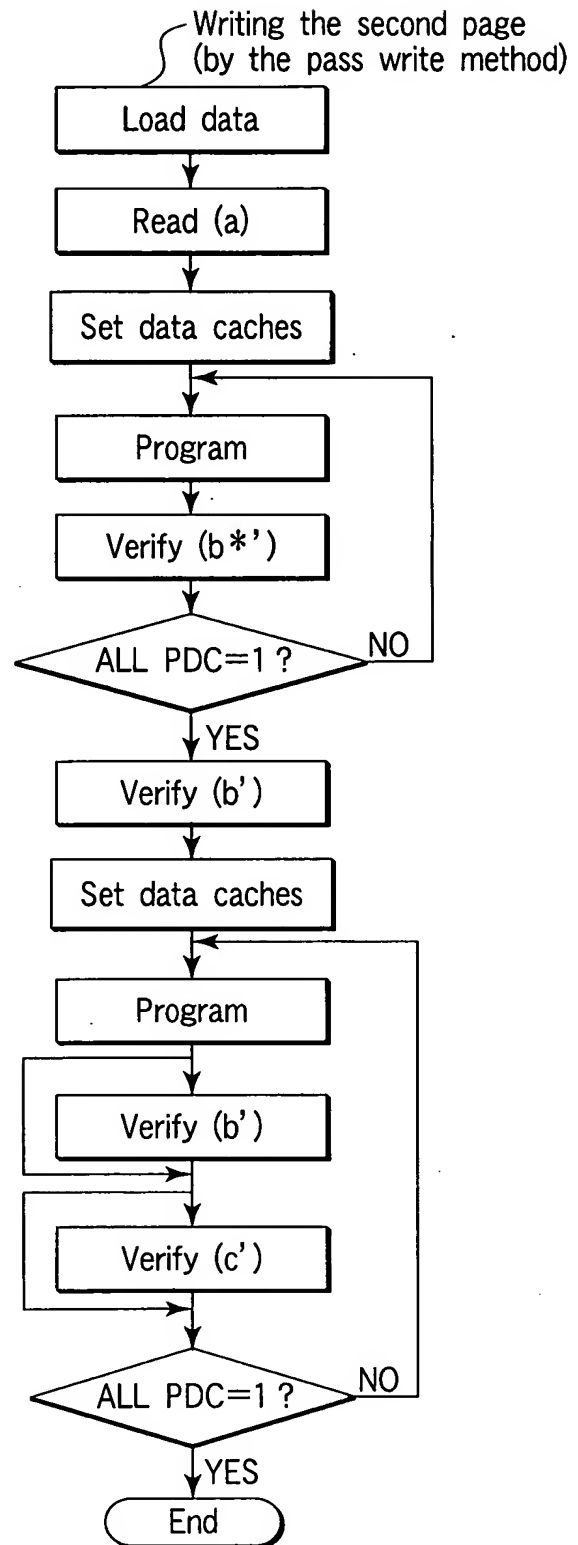 Writing the second page
(by the pass write method)
Load data
Read (a)
Set data caches
Program
Verify (b*')
ALL PDC=1 ?
NO
YES
Verify (b')
Set data caches
Program
Verify (b')
Verify (c')
ALL PDC=1 ?
NO
YES
End